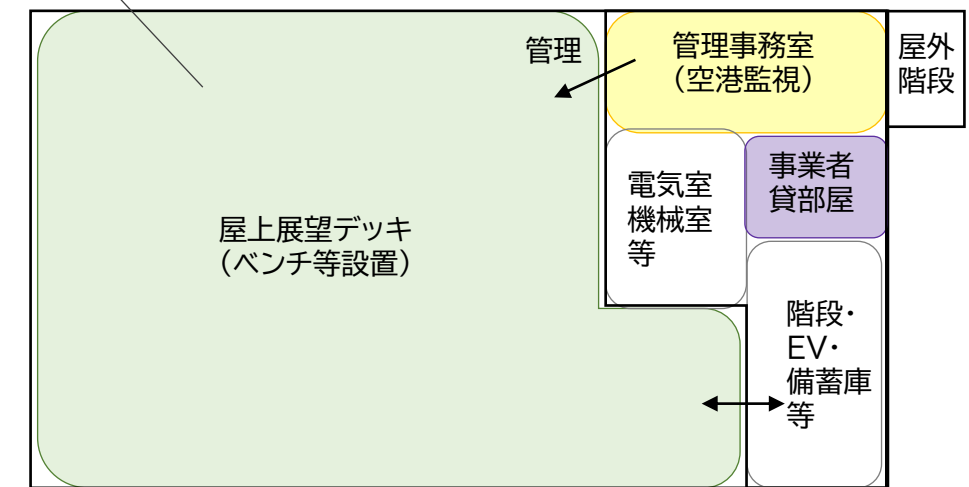 管理
管理事務室
（空港監視）
屋外
階段
事業者
貸部屋
電気室
機械室
等
屋上展望デッキ
（ベンチ等設置）
階段・
EV・
備蓄庫
等